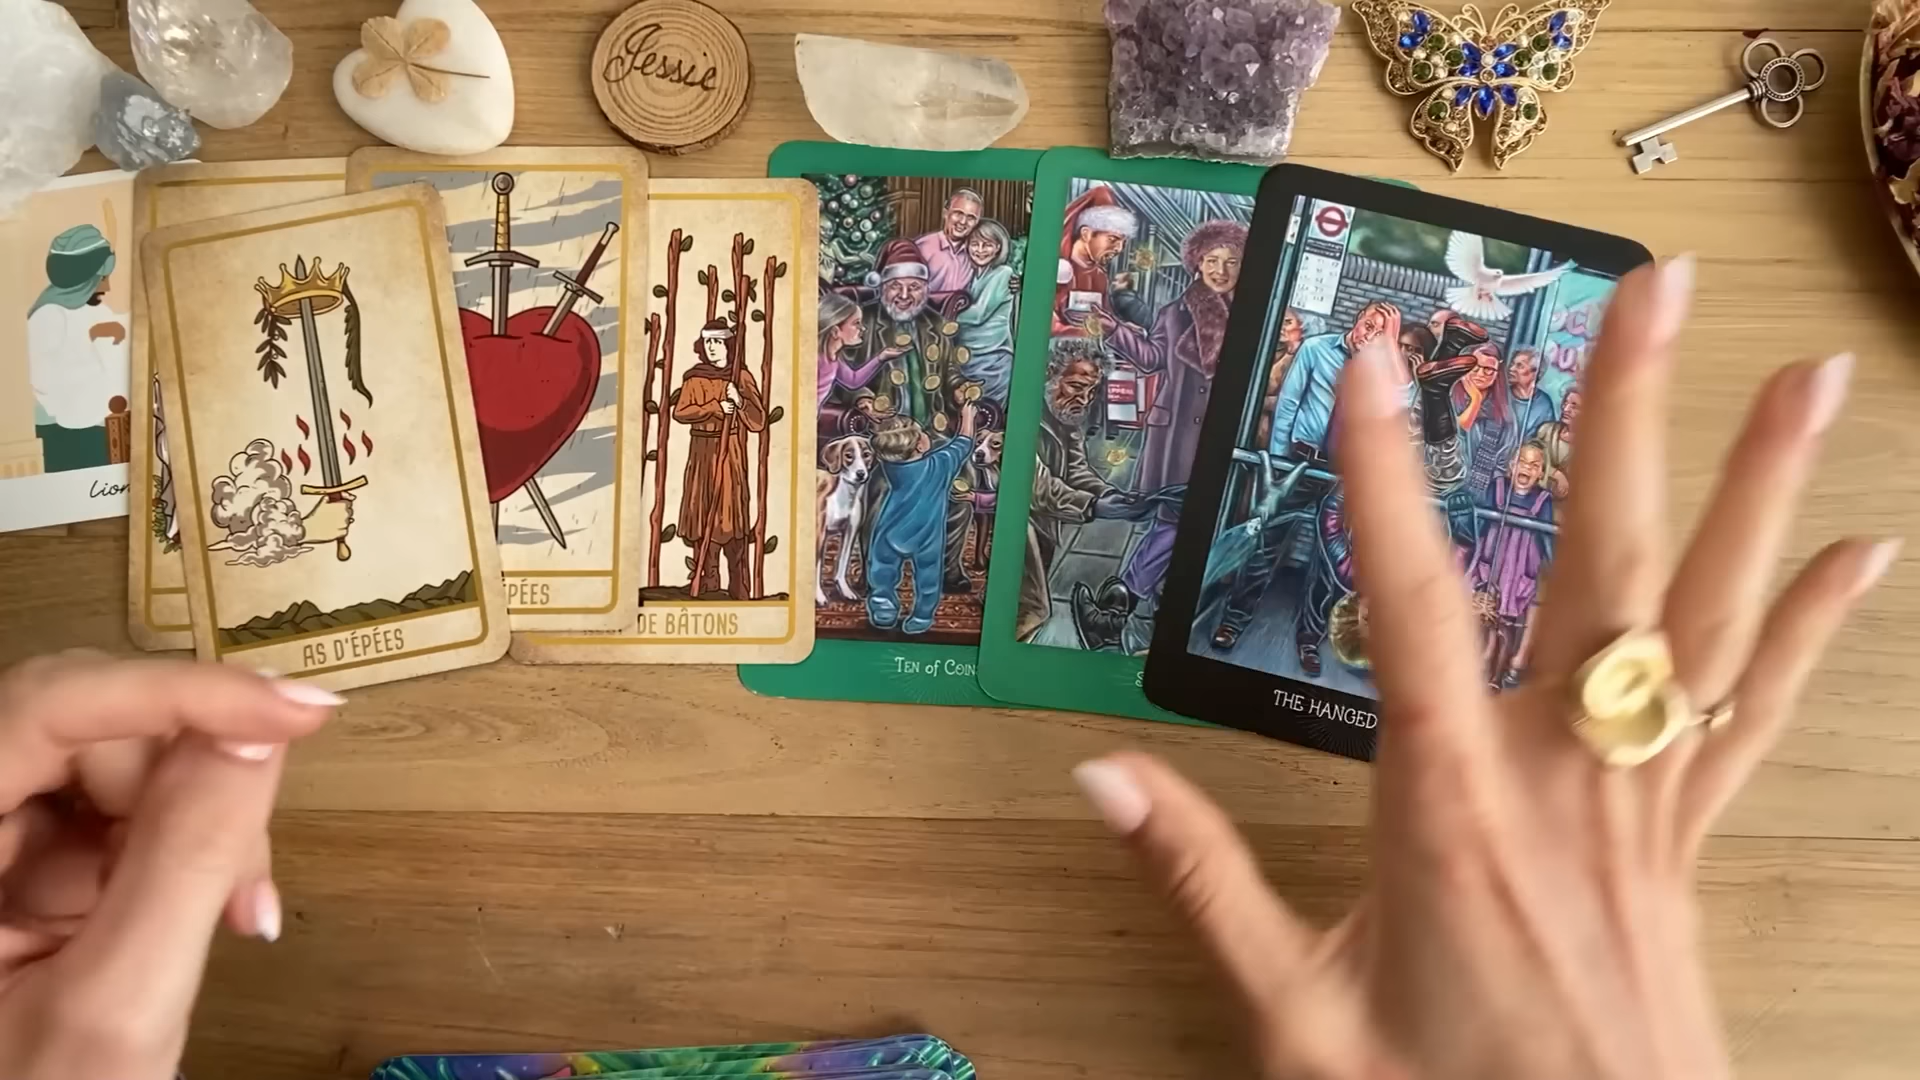 Jessie
Lion
AS D'ÉPÉES
ÉPÉES
DE BÂTONS
TEN of COIN
S
THE HANGED